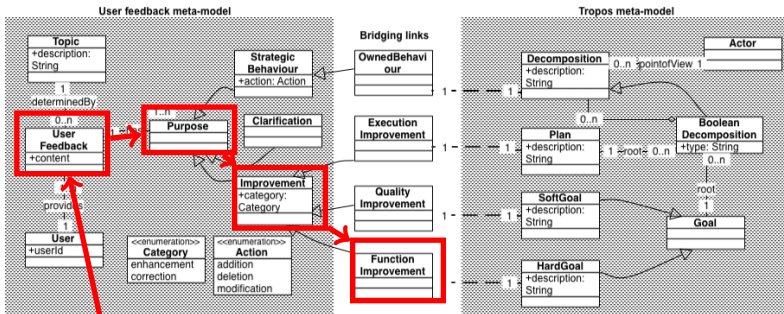 User feedback meta-model
Tropos meta-model
Bridging links
Topic
+description:
String
1
determinedBy
0..n
User
Feedback
+content
1
provides
1
User
+userId
1..n
Purpose
Strategic
Behaviour
+action: Action
Clarification
Improvement
+category:
Category
<<enumeration>>
Category
enhancement
correction
<<enumeration>>
Action
addition
deletion
modification
OwnedBehavi
our
Execution
Improvement
Quality
Improvement
Function
Improvement
1
1
1
1
1
1
Decomposition
+description:
String
0..n
pointofView
1
Actor
0..n
Plan
+description:
String
1
root
0..n
Boolean
Decomposition
+type: String
0..n
root
1
SoftGoal
+description:
String
Goal
HardGoal
+description:
String